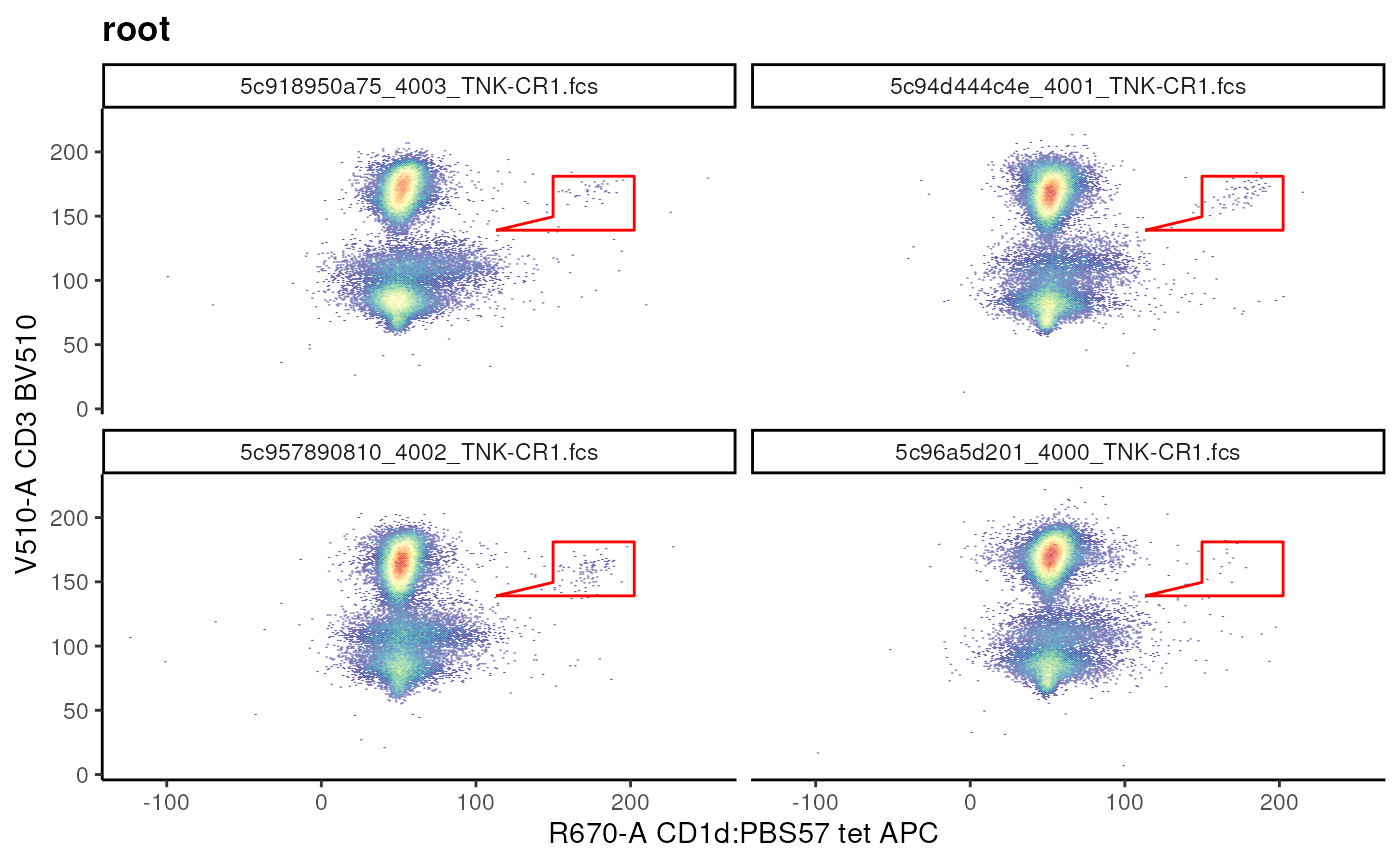 root
5c918950a75_4003_TNK-CR1.fcs
5c94d444c4e_4001_TNK-CR1.fcs
200
150
100
50
0
V510-A CD3 BV510
5c957890810_4002_TNK-CR1.fcs
5c96a5d201_4000_TNK-CR1.fcs
200
150
100
50
0
-100 0 100 200
-100 0 100 200
R670-A CD1d:PBS57 tet APC